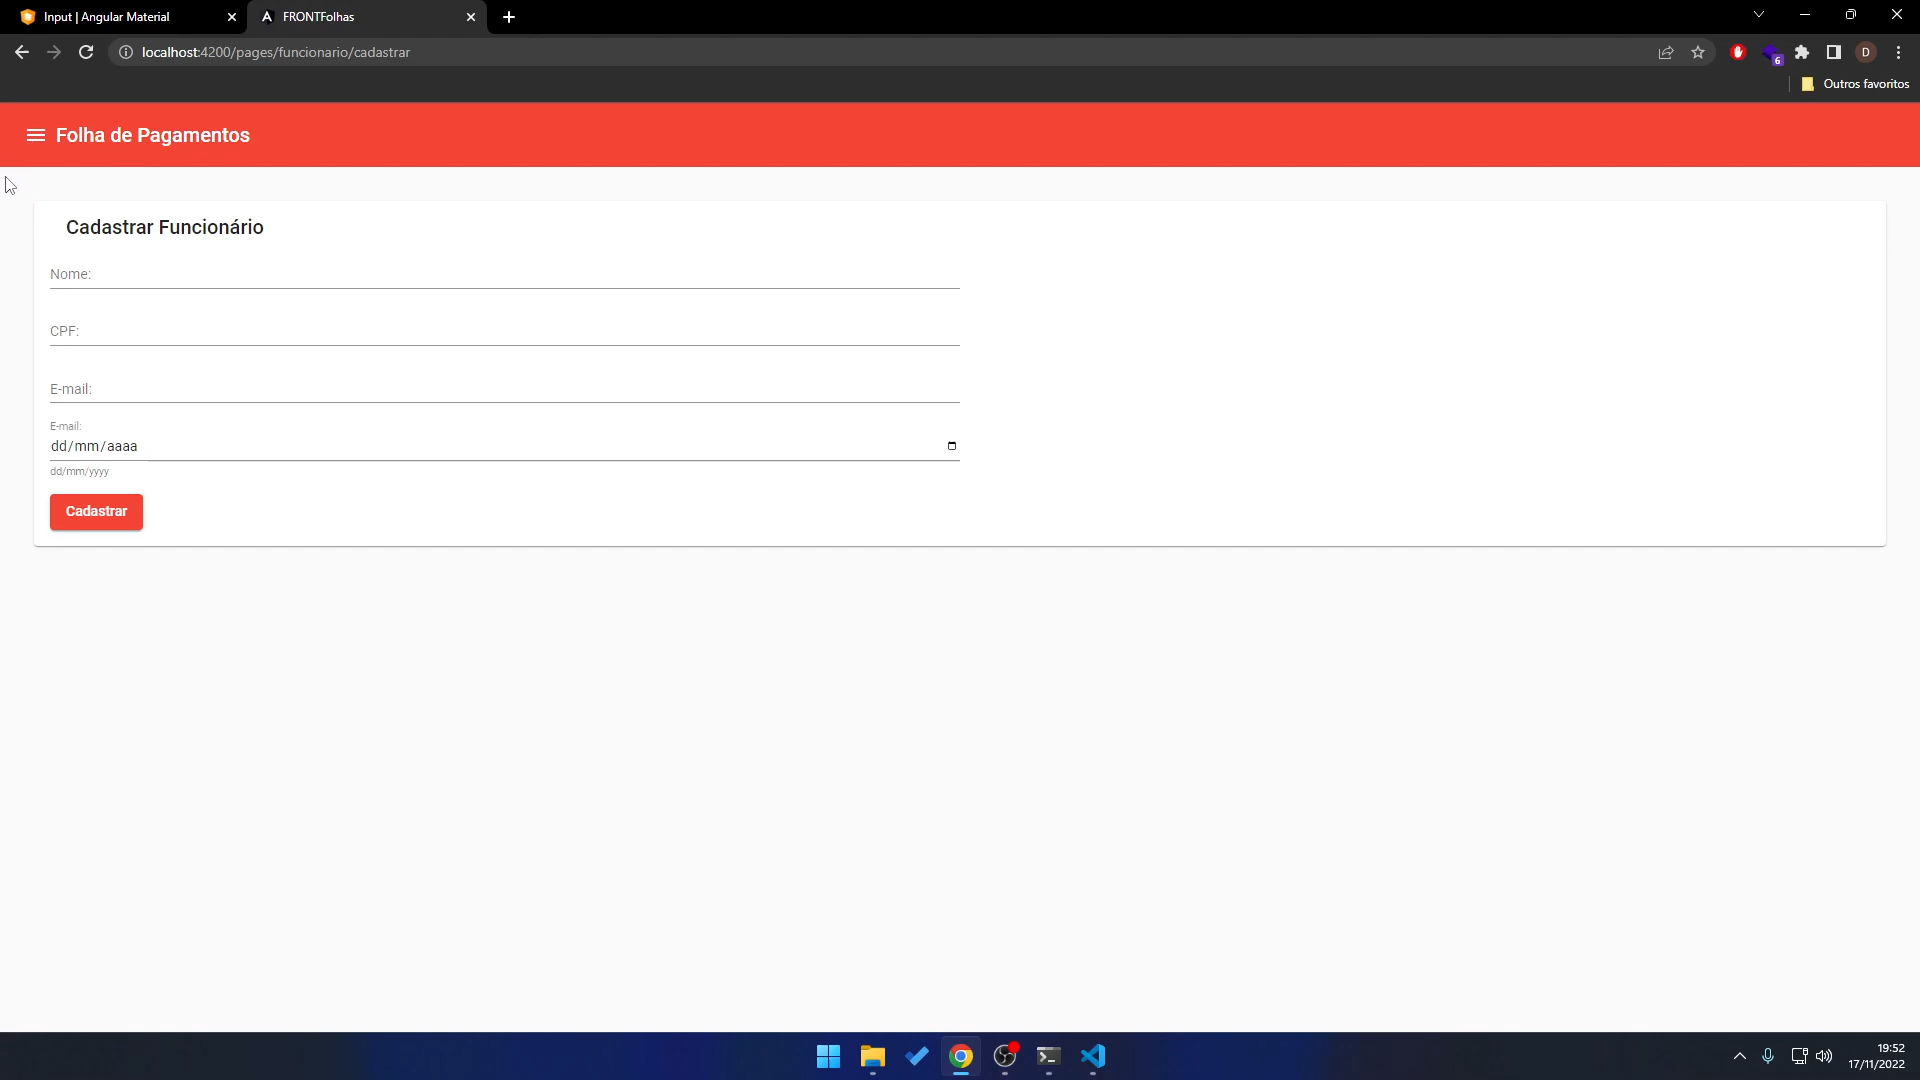 Input | Angular Material
FRONTFolhas
localhost:4200/pages/funcionario/cadastrar
6
D
Outros favoritos
Folha de Pagamentos
Cadastrar Funcionário
Nome:
CPF:
E-mail:
E-mail:
dd/mm/aaaa
dd/mm/yyyy
Cadastrar
19:52
17/11/2022